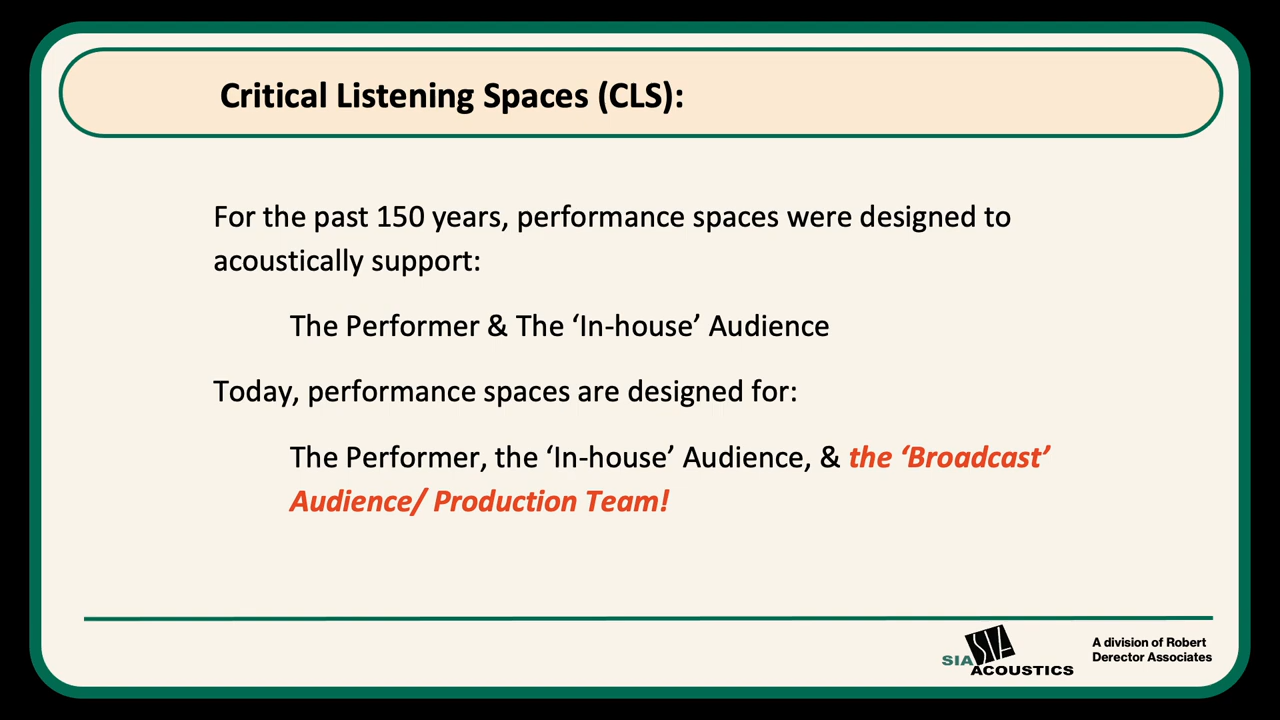 Critical Listening Spaces (CLS):
For the past 150 years, performance spaces were designed to
acoustically support:
The Performer & The ‘In-house’ Audience
Today, performance spaces are designed for:
The Performer, the ‘In-house’ Audience, & the ‘Broadcast’
Audience/ Production Team!
SIA
SIA
ACOUSTICS
A division of Robert
Derector Associates